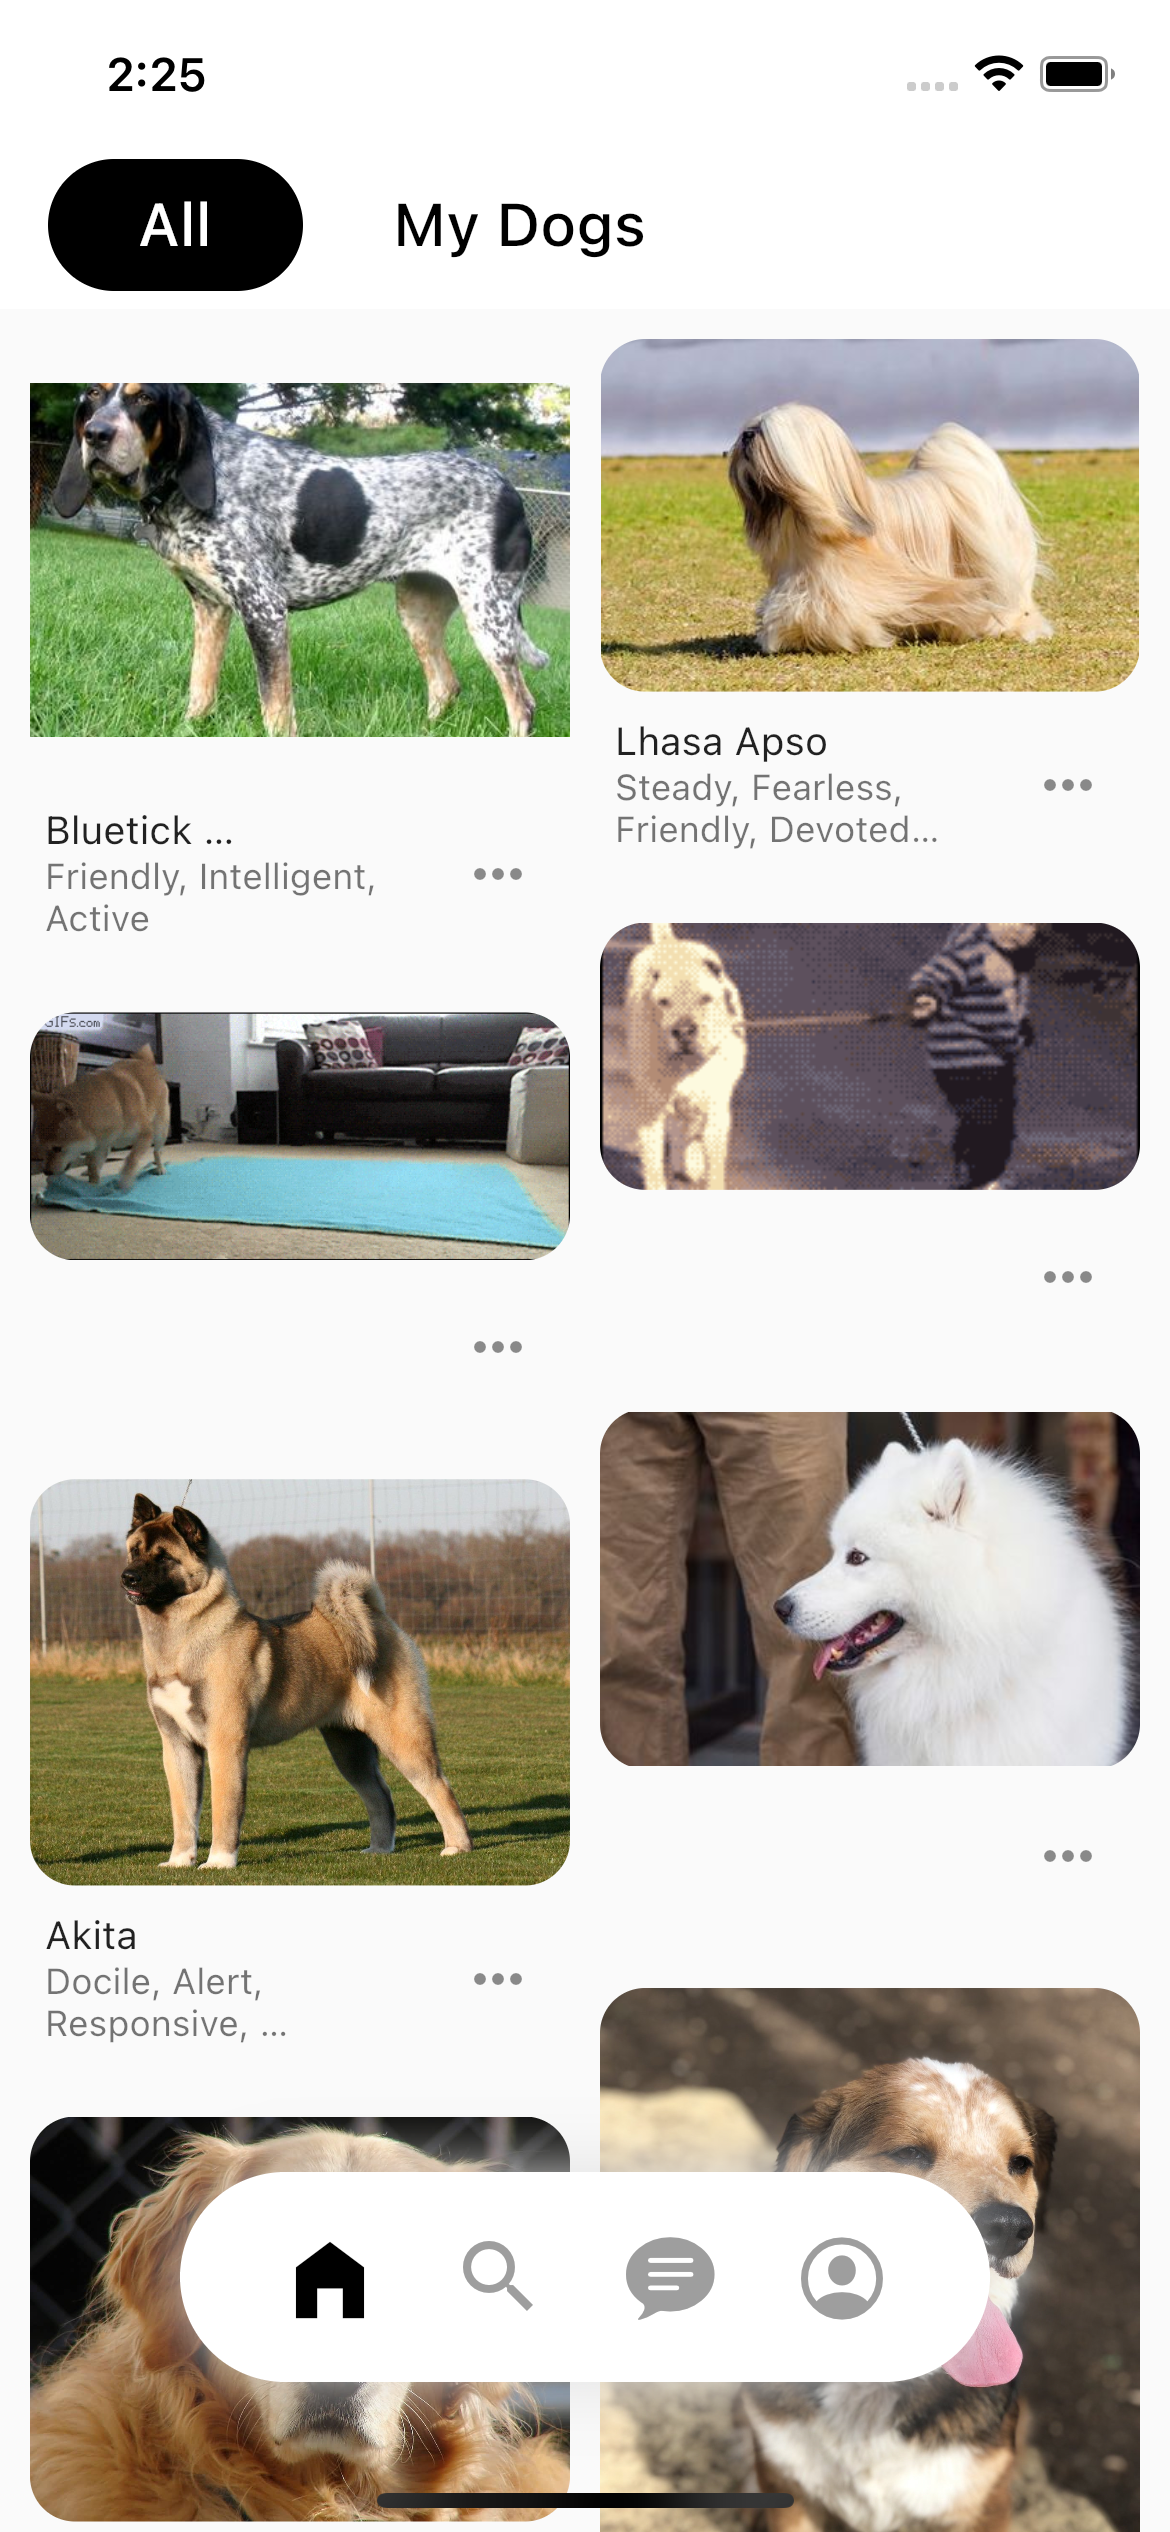 2:25
All
My Dogs
Bluetick ...
Friendly, Intelligent,
Active
Lhasa Apso
Steady, Fearless,
Friendly, Devoted...
GIFS.com
Akita
Docile, Alert,
Responsive, ...